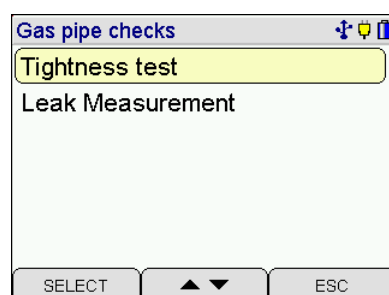 Gas pipe checks
Tightness test
Leak Measurement
SELECT ▲ ▼ ESC